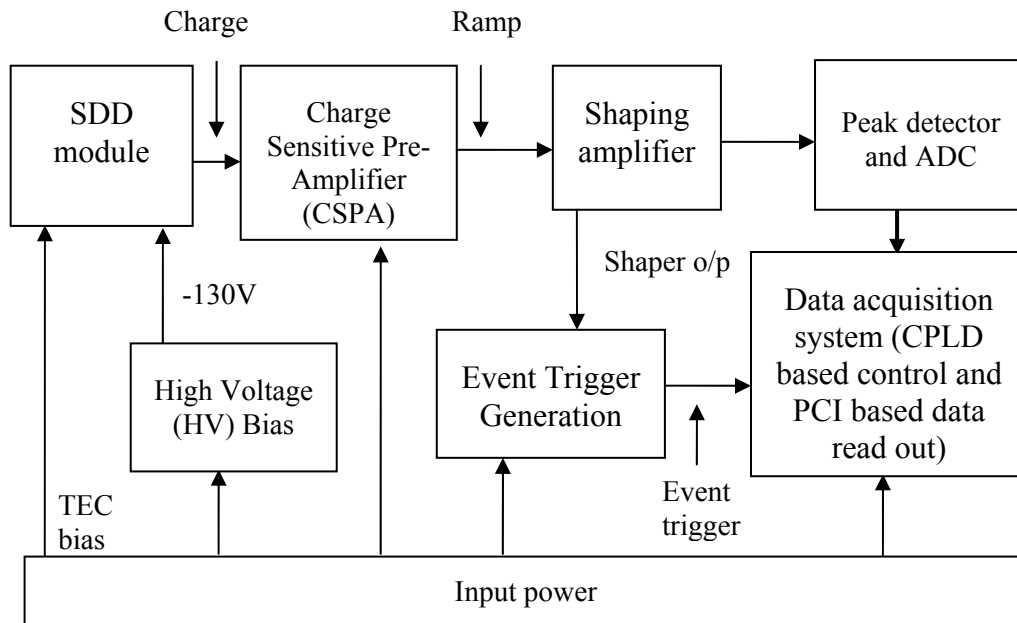 Charge
Ramp
SDD
module
Charge
Sensitive Pre-
Amplifier
(CSPA)
Shaping
amplifier
Peak detector
and ADC
Shaper o/p
-130V
High Voltage
(HV) Bias
Event Trigger
Generation
Data acquisition
system (CPLD
based control and
PCI based data
read out)
TEC
bias
Event
trigger
Input power